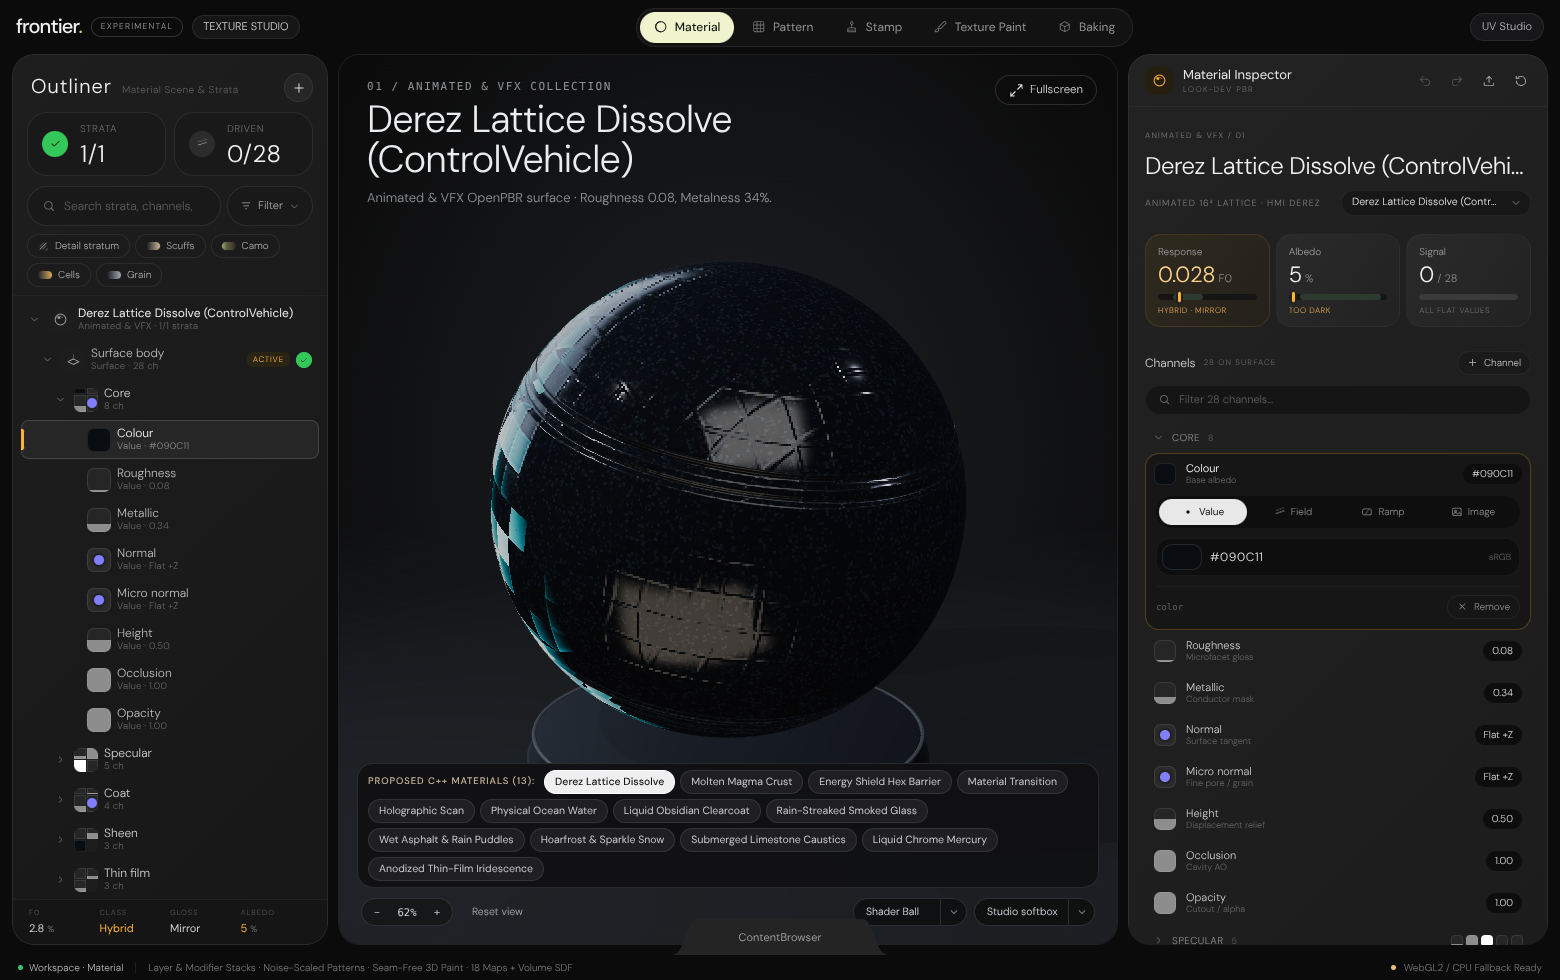 frontier.
EXPERIMENTAL
TEXTURE STUDIO
Material
Pattern
Stamp
Texture Paint
Baking
UV Studio
Outliner
Material Scene & Strata
STRATA
1/1
DRIVEN
0/28
Search strata, channels,
Filter
Detail stratum
Scuffs
Camo
Cells
Grain
Derez Lattice Dissolve (ControlVehicle)
Animated & VFX · 1/1 strata
Surface body
Surface · 28 ch
ACTIVE
Core
8 ch
Colour
Value · #090C11
Roughness
Value · 0.08
Metallic
Value · 0.34
Normal
Value · Flat +Z
Micro normal
Value · Flat +Z
Height
Value · 0.50
Occlusion
Value · 1.00
Opacity
Value · 1.00
Specular
5 ch
Coat
4 ch
Sheen
3 ch
Thin film
3 ch
F0
2.8 %
CLASS
Hybrid
GLOSS
Mirror
ALBEDO
5 %
01 / ANIMATED & VFX COLLECTION
Derez Lattice Dissolve
(ControlVehicle)
Animated & VFX OpenPBR surface · Roughness 0.08, Metalness 34%.
Fullscreen
PROPOSED C++ MATERIALS (13):
Derez Lattice Dissolve
Molten Magma Crust
Energy Shield Hex Barrier
Material Transition
Holographic Scan
Physical Ocean Water
Liquid Obsidian Clearcoat
Rain-Streaked Smoked Glass
Wet Asphalt & Rain Puddles
Hoarfrost & Sparkle Snow
Submerged Limestone Caustics
Liquid Chrome Mercury
Anodized Thin-Film Iridescence
− 62% +
Reset view
Shader Ball
Studio softbox
ContentBrowser
Material Inspector
LOOK-DEV PBR
ANIMATED & VFX / 01
Derez Lattice Dissolve (ControlVehi...
ANIMATED 16² LATTICE · HMI DEREZ
Derez Lattice Dissolve (Contr...
Response
0.028 F0
HYBRID · MIRROR
Albedo
5 %
TOO DARK
Signal
0 / 28
ALL FLAT VALUES
Channels
28 ON SURFACE
+ Channel
Filter 28 channels...
CORE 8
Colour
Base albedo
#090C11
Value
Field
Ramp
Image
#090C11
sRGB
color
Remove
Roughness
Microfacet gloss
0.08
Metallic
Conductor mask
0.34
Normal
Surface tangent
Flat +Z
Micro normal
Fine pore / grain
Flat +Z
Height
Displacement relief
0.50
Occlusion
Cavity AO
1.00
Opacity
Cutout / alpha
1.00
SPECULAR 5
Workspace · Material
Layer & Modifier Stacks · Noise-Scaled Patterns · Seam-Free 3D Paint · 18 Maps + Volume SDF
WebGL2 / CPU Fallback Ready